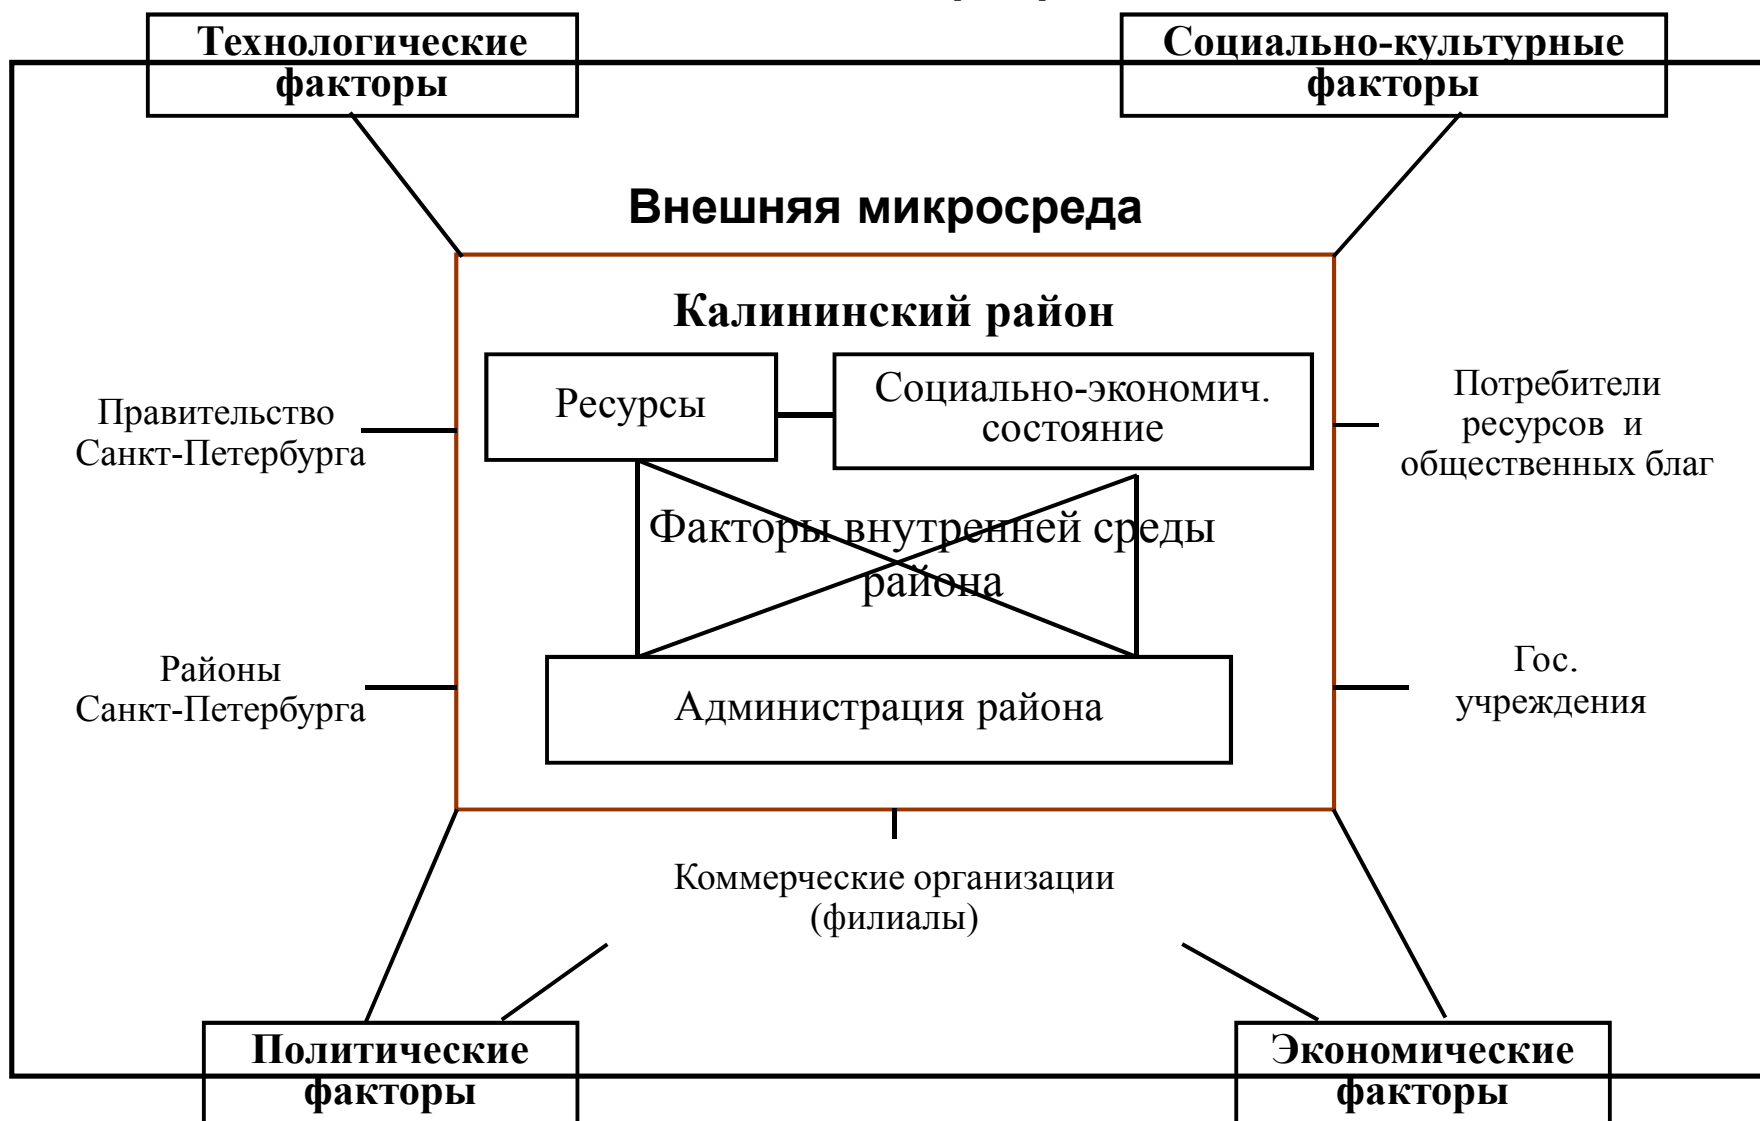 Технологические
факторы
Социально-культурные
факторы
Внешняя микросреда
Калининский район
Ресурсы
Социально-экономич.
состояние
Правительство
Санкт-Петербурга
Потребители
ресурсов и
общественных благ
Факторы внутренней среды
района
Районы
Санкт-Петербурга
Гос.
учреждения
Администрация района
Коммерческие организации
(филиалы)
Политические
факторы
Экономические
факторы